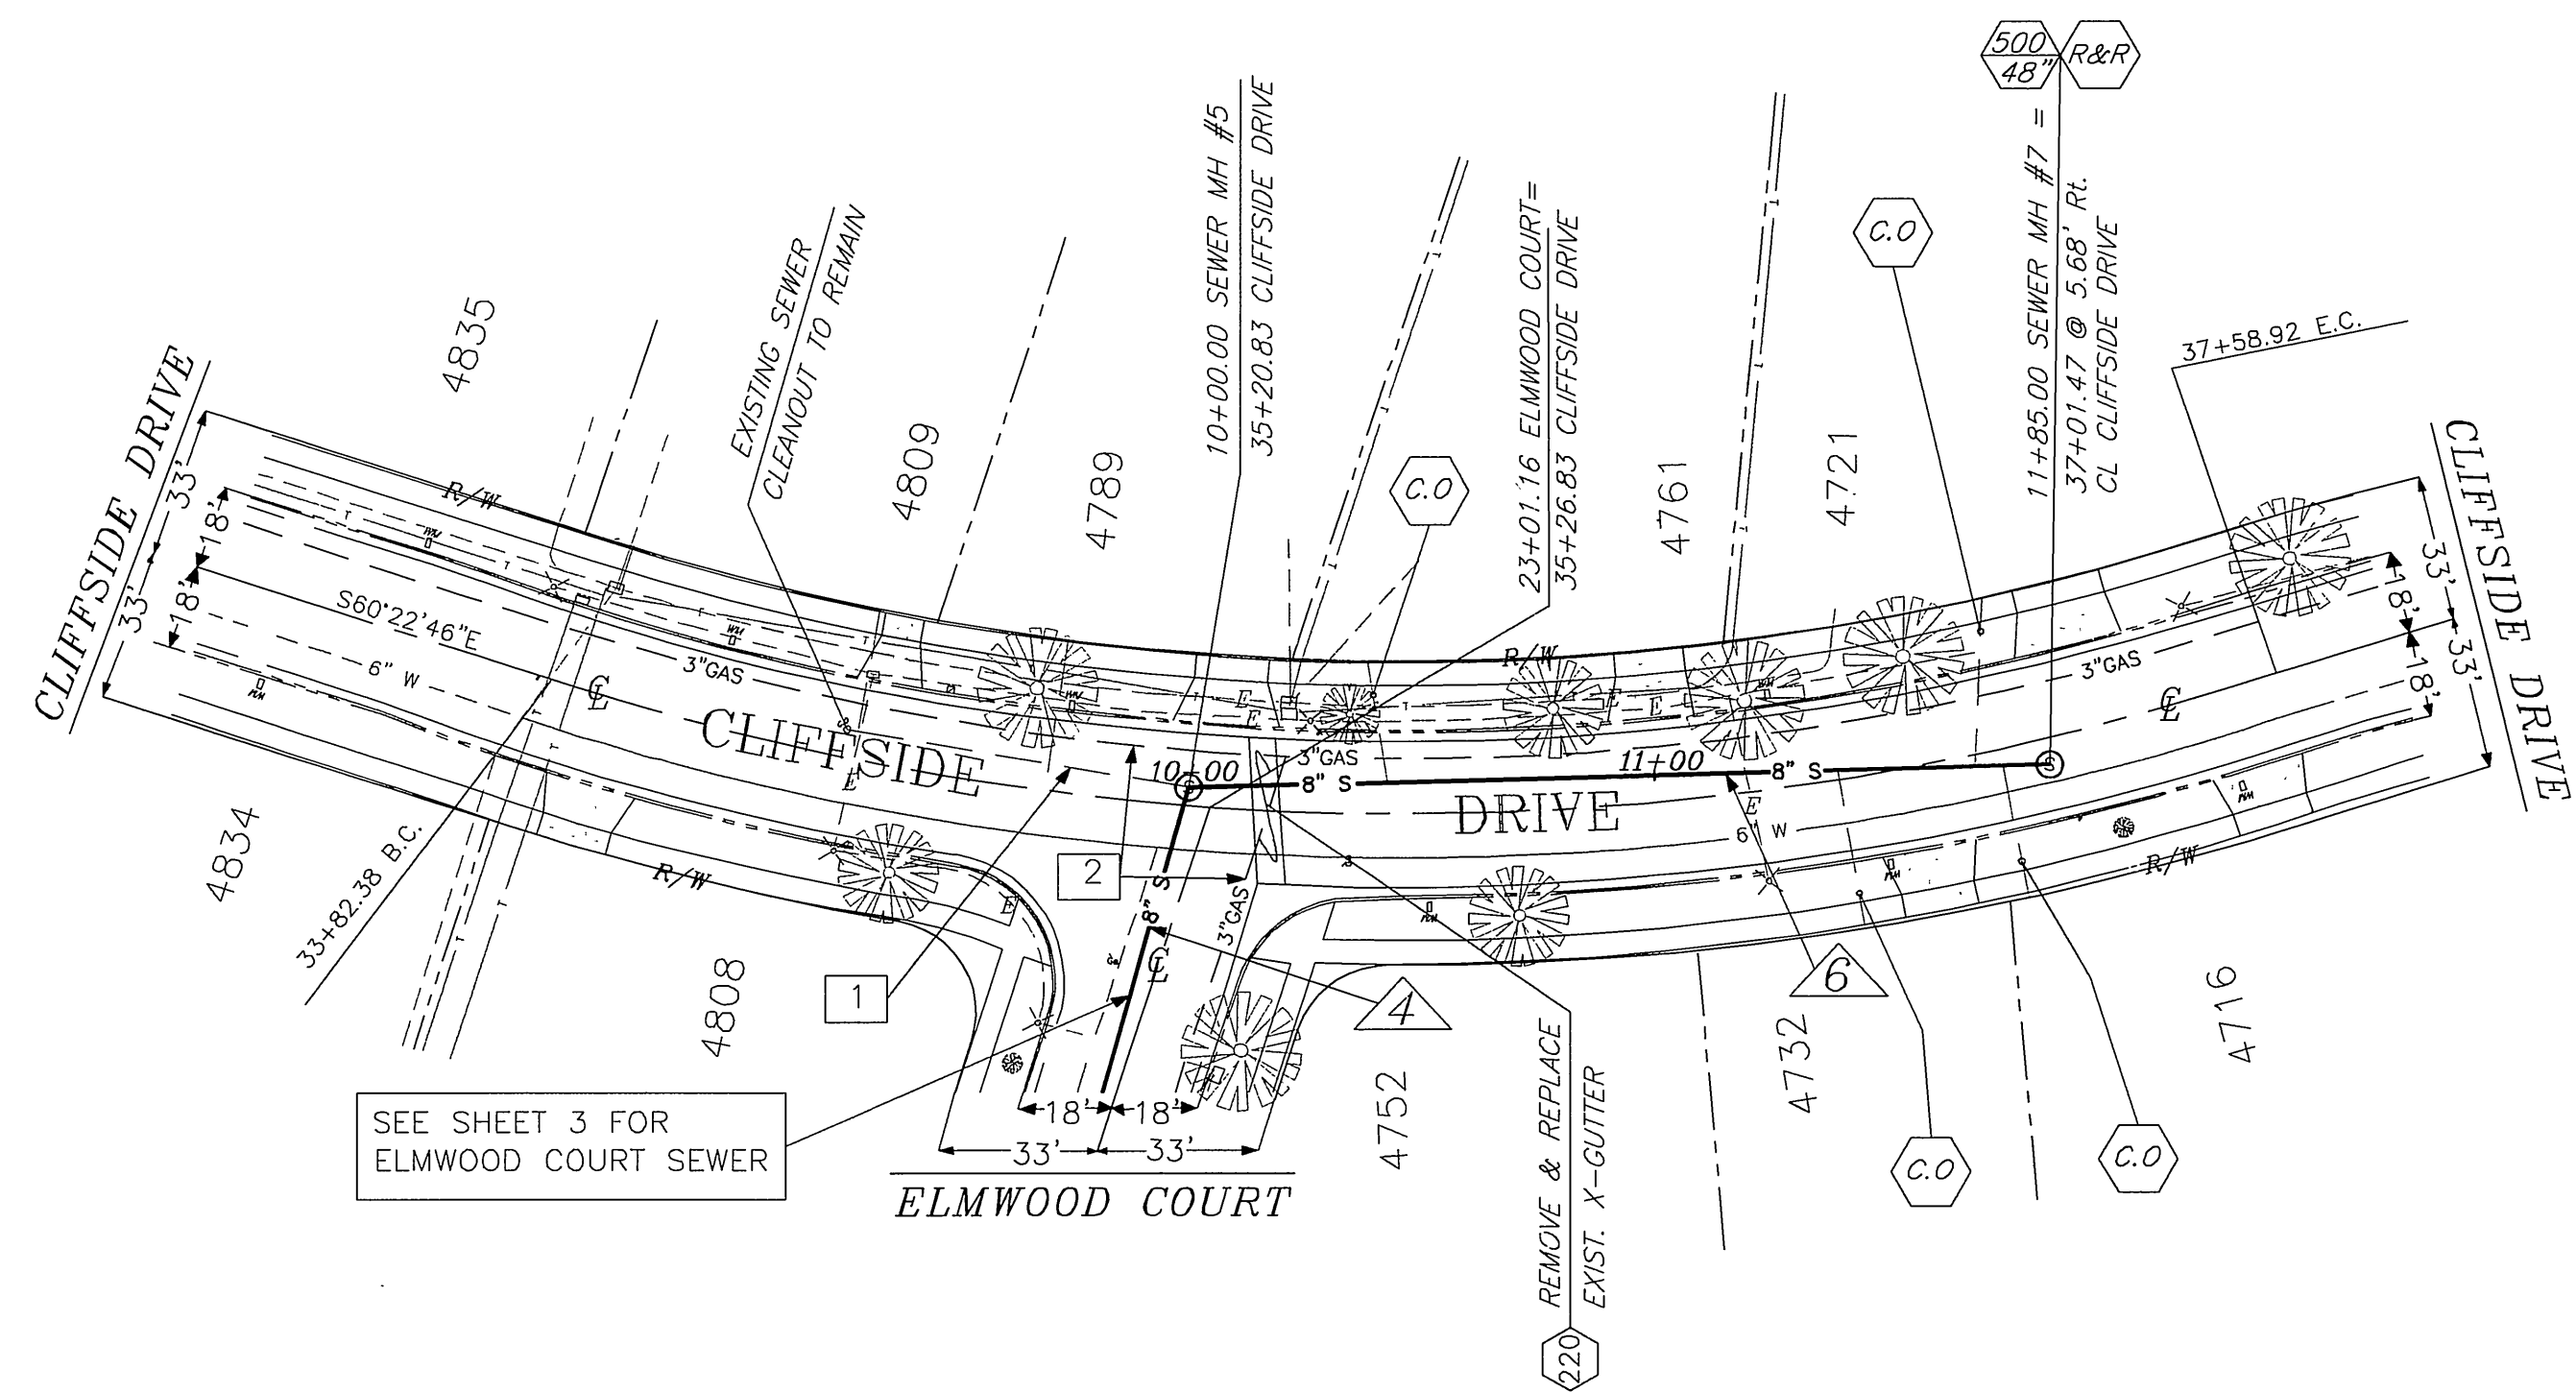 500
48"
R&R
10+00.00 SEWER MH #5
35+20.83 CLIFFSIDE DRIVE
11+85.00 SEWER MH #7 =
37+01.47 @ 5.68' Rt.
CL CLIFFSIDE DRIVE
23+01.16 ELMWOOD COURT=
35+26.83 CLIFFSIDE DRIVE
EXISTING SEWER
CLEANOUT TO REMAIN
C.O
C.O
37+58.92 E.C.
4835
4809
4789
4761
4721
CLIFFSIDE DRIVE
33'
33'
18'
18'
R/W
S60°22'46"E
6" W
3"GAS
CL
CLIFFSIDE
E
10+00
3"GAS
8" S
11+00
8" S
DRIVE
E
6" W
R/W
E
E
E
E
3"GAS
CL
CLIFFSIDE DRIVE
33'
33'
18'
18'
R/W
4834
33+82.38 B.C.
R/W
E
2
8" S
3"GAS
CL
1
4
6
4808
4752
4732
4716
SEE SHEET 3 FOR
ELMWOOD COURT SEWER
18'
18'
33'
33'
ELMWOOD COURT
REMOVE & REPLACE
EXIST. X-GUTTER
220
C.O
C.O